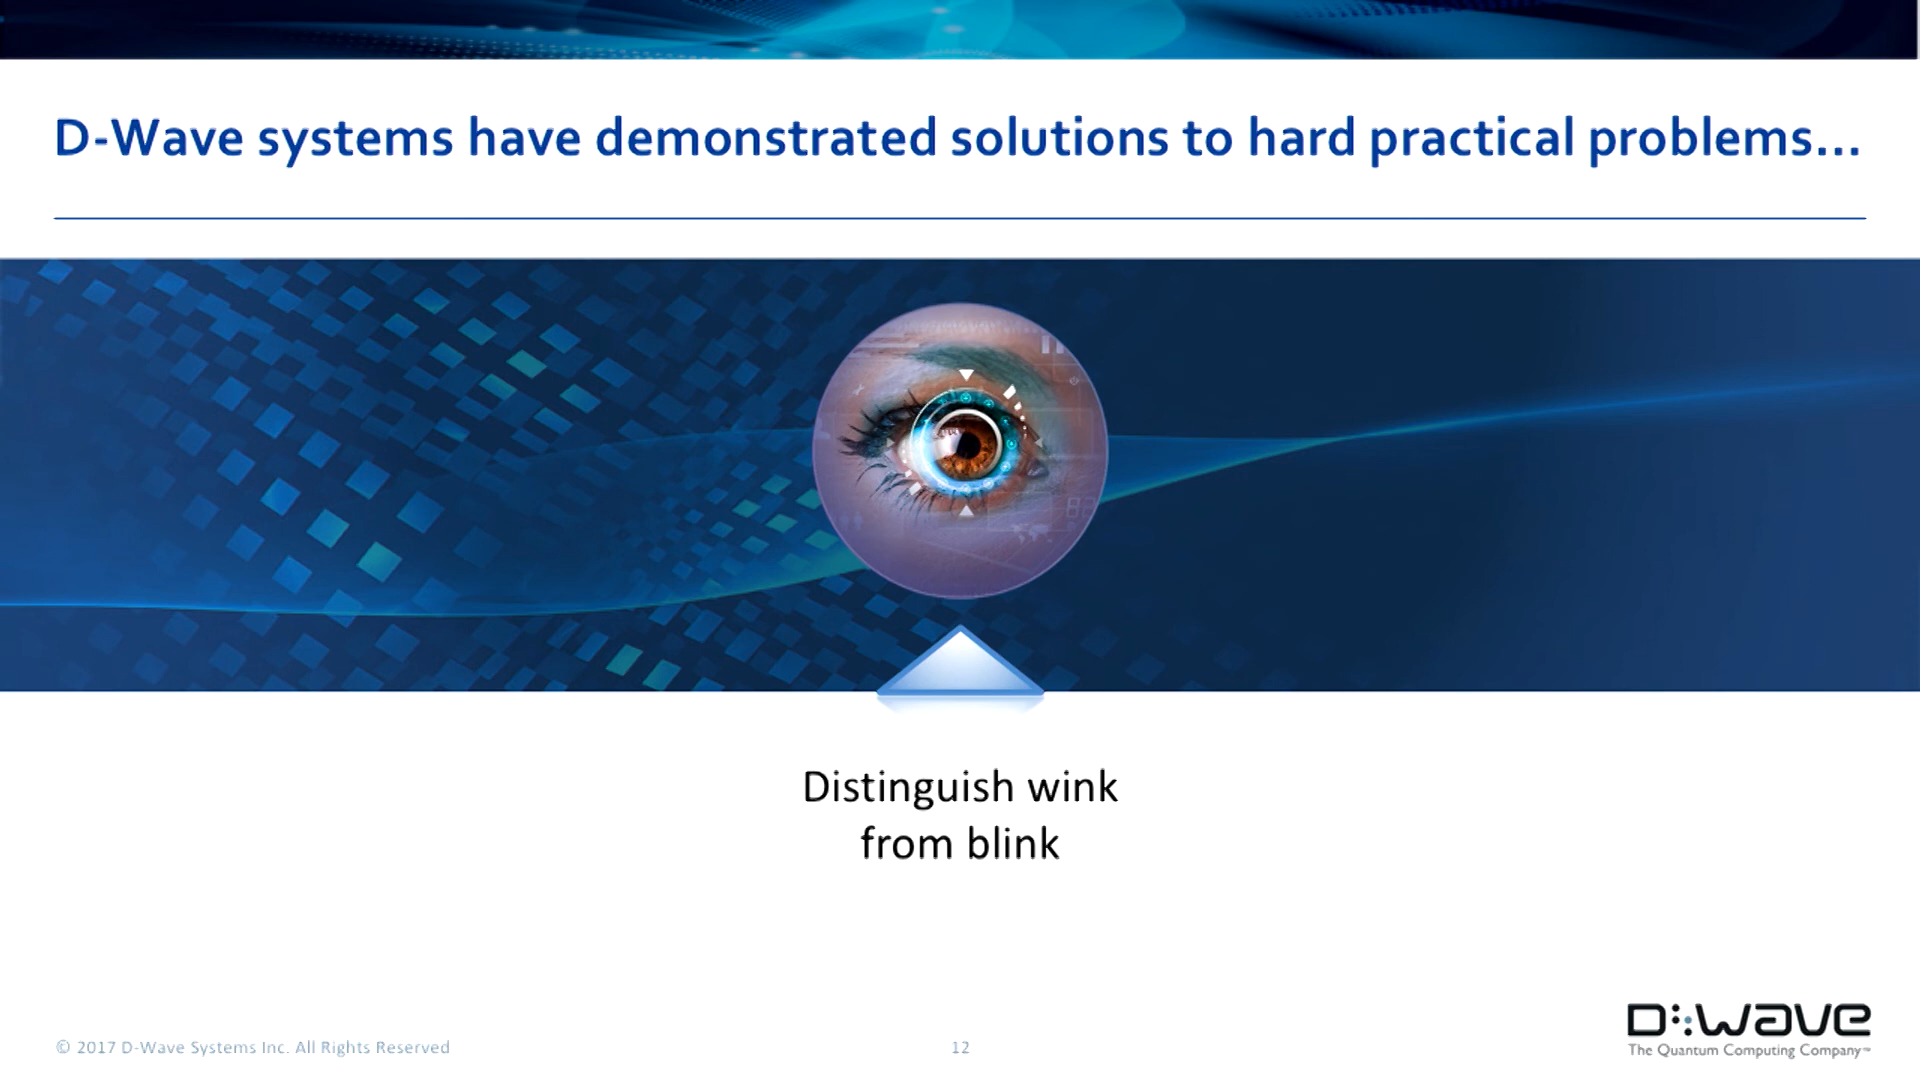 D-Wave systems have demonstrated solutions to hard practical problems...
Distinguish wink
from blink
© 2017 D-Wave Systems Inc. All Rights Reserved
12
D:wave
The Quantum Computing Company™